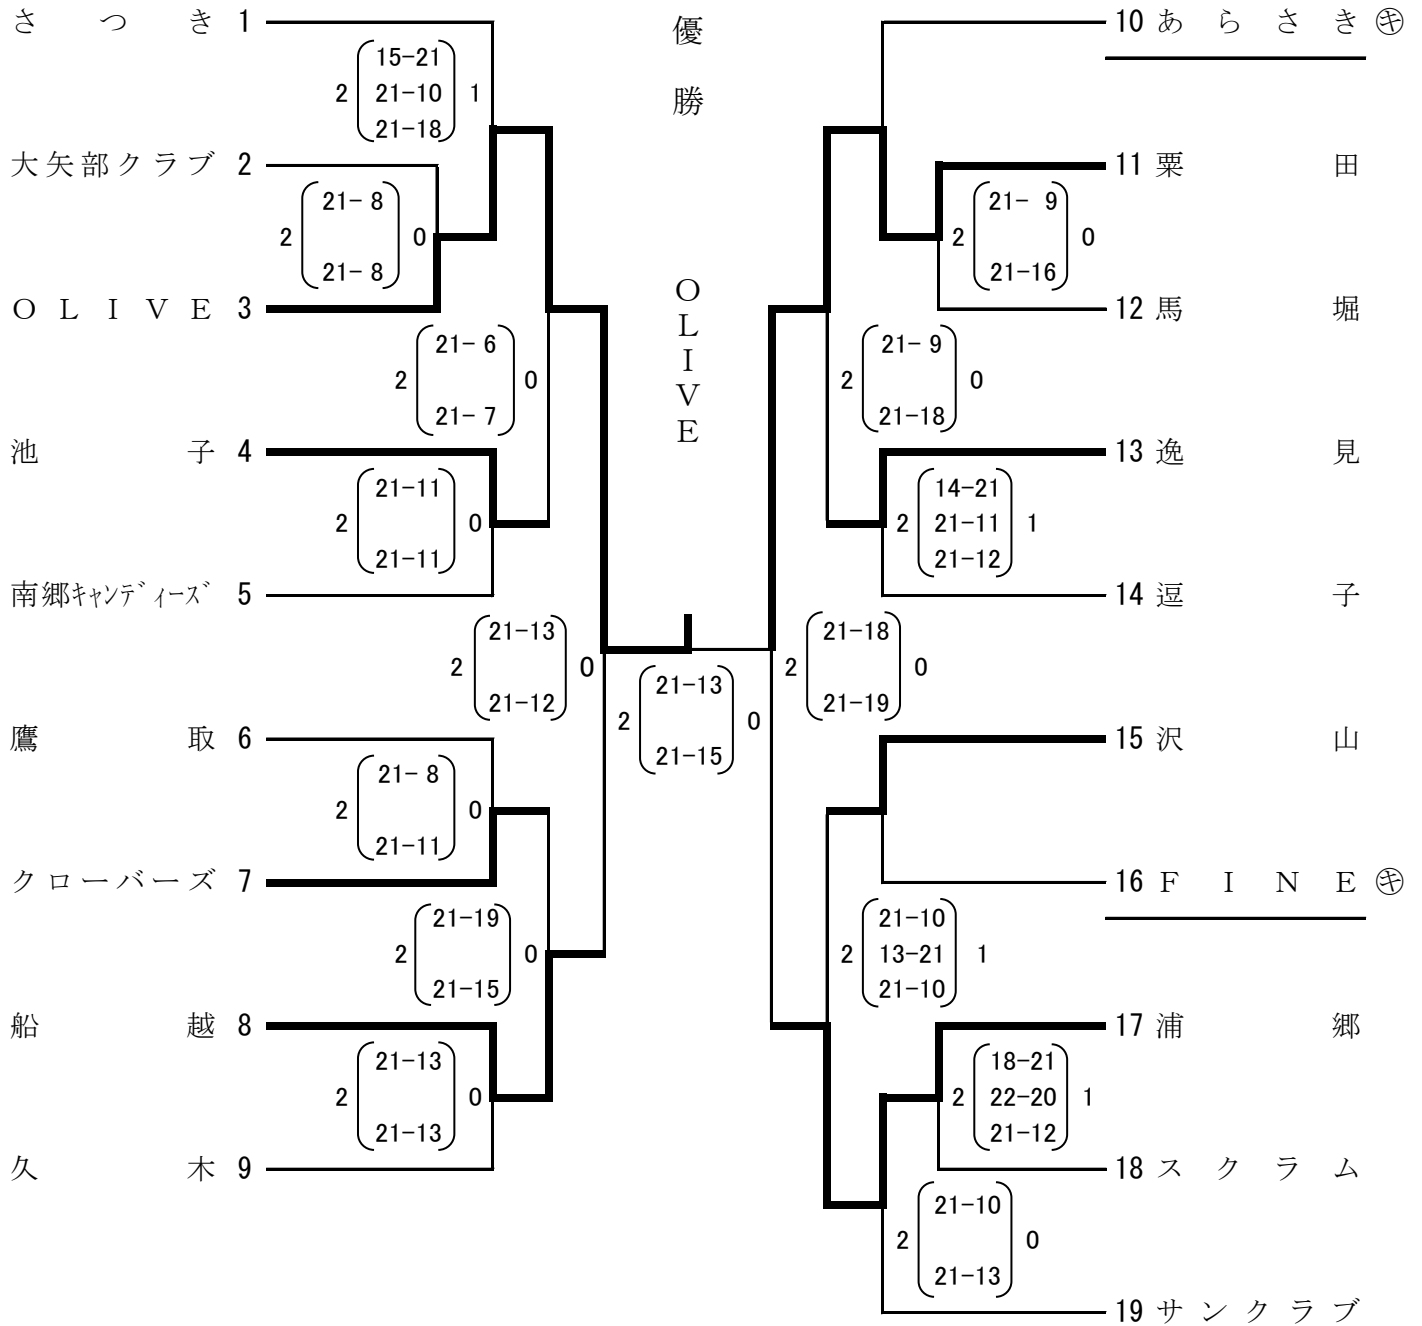 優勝
OLIVE
さつき 1
15-21
2 21-10 1
21-18
大矢部クラブ 2
21- 8
2 0
21- 8
OLIVE 3
21- 6
2 0
21- 7
池子 4
21-11
2 0
21-11
南郷キャンディーズ 5
21-13
2 0
21-12
鷹取 6
21- 8
2 0
21-11
クローバーズ 7
21-19
2 0
21-15
船越 8
21-13
2 0
21-13
久木 9
21-13
2 0
21-15
10 あらさき ㋖
11 粟田
21- 9
2 0
21-16
12 馬堀
21- 9
2 0
21-18
13 逸見
14-21
2 21-11 1
21-12
14 逗子
21-18
2 0
21-19
15 沢山
16 FINE ㋖
21-10
2 13-21 1
21-10
17 浦郷
18-21
2 22-20 1
21-12
18 スクラム
21-10
2 0
21-13
19 サンクラブ